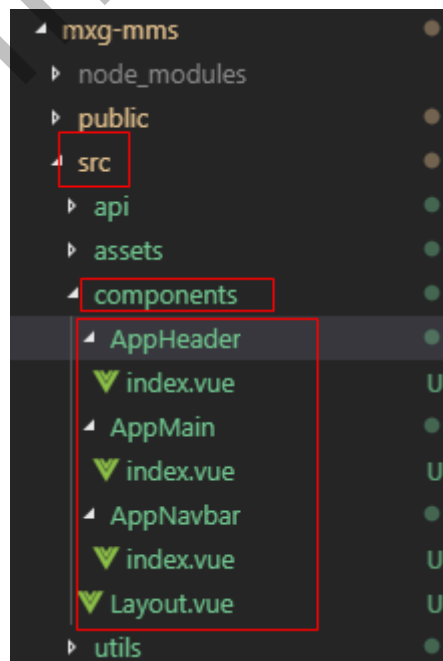 mxg-mms
node_modules
public
src
api
assets
components
AppHeader
index.vue U
AppMain
index.vue U
AppNavbar
index.vue U
Layout.vue U
utils